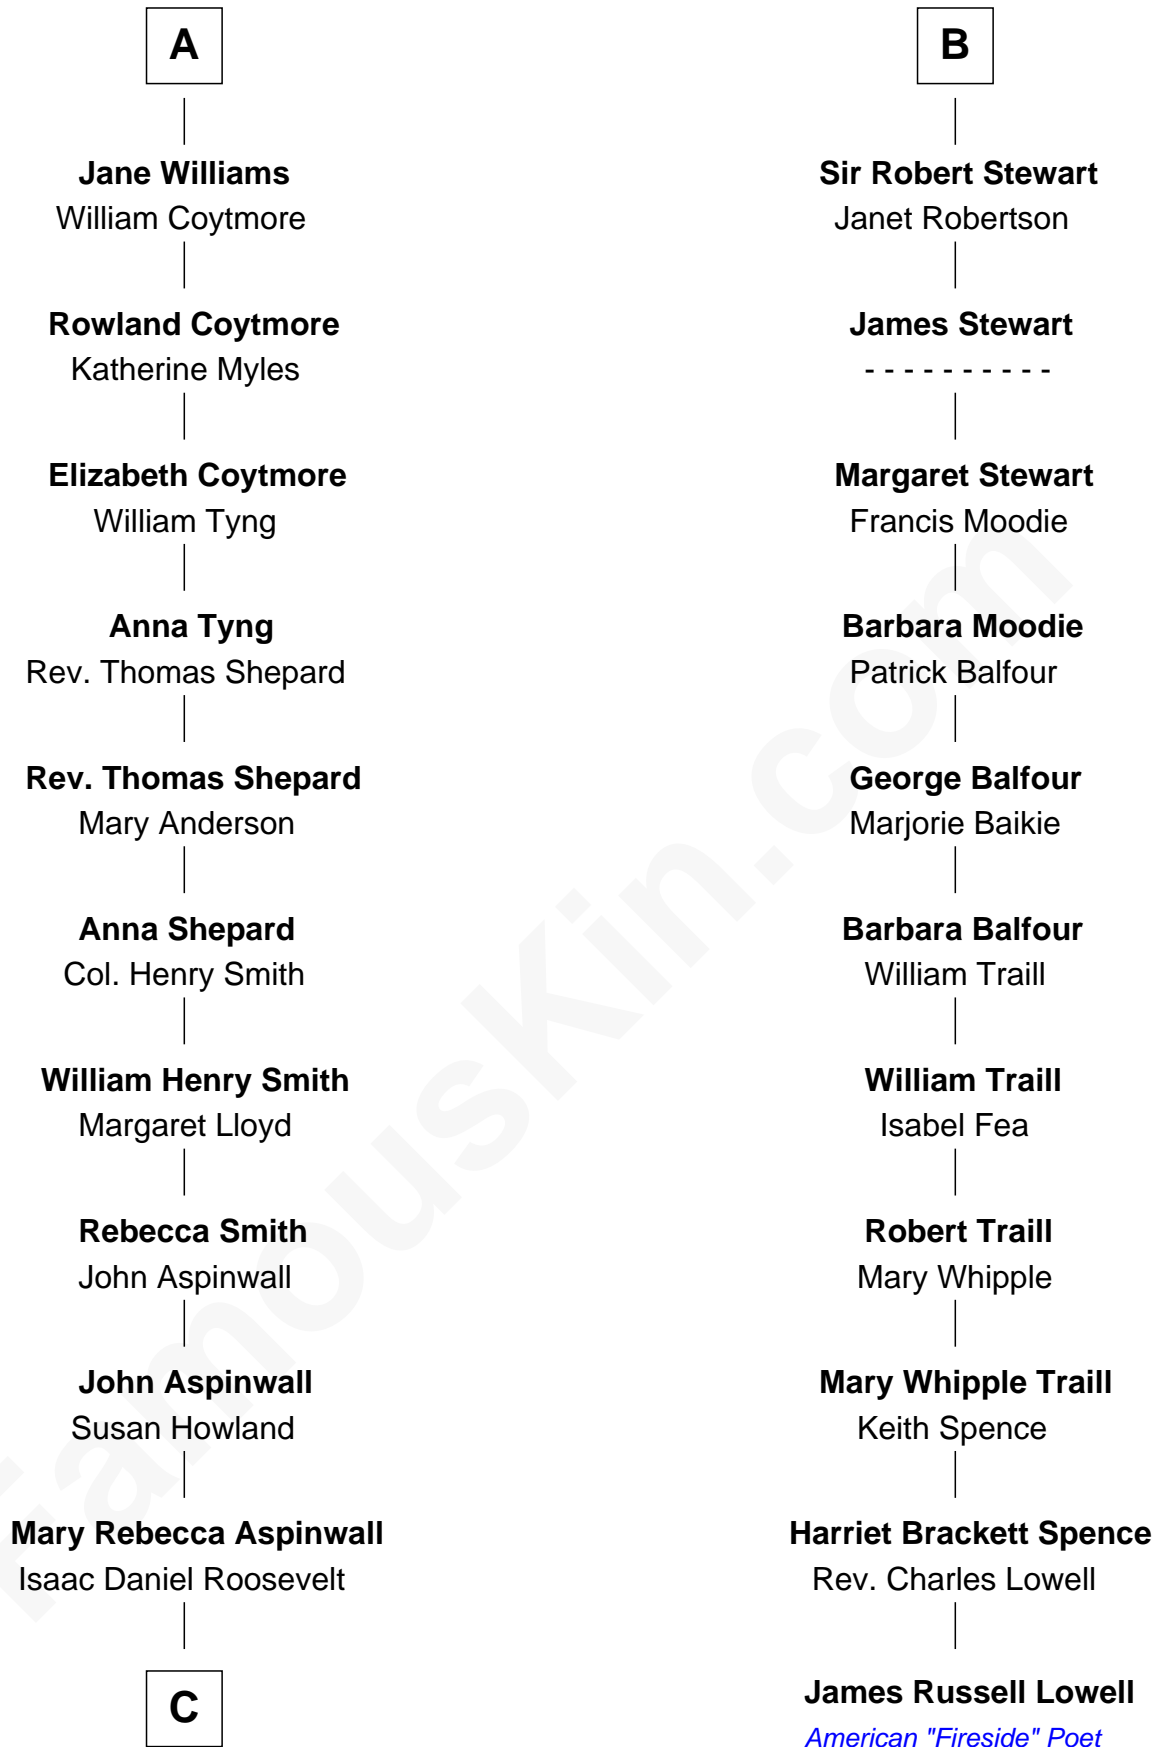 A
Jane Williams
William Coytmore
Rowland Coytmore
Katherine Myles
Elizabeth Coytmore
William Tyng
Anna Tyng
Rev. Thomas Shepard
Rev. Thomas Shepard
Mary Anderson
Anna Shepard
Col. Henry Smith
William Henry Smith
Margaret Lloyd
Rebecca Smith
John Aspinwall
John Aspinwall
Susan Howland
Mary Rebecca Aspinwall
Isaac Daniel Roosevelt
C
B
Sir Robert Stewart
Janet Robertson
James Stewart
- - - - - - - - - -
Margaret Stewart
Francis Moodie
Barbara Moodie
Patrick Balfour
George Balfour
Marjorie Baikie
Barbara Balfour
William Traill
William Traill
Isabel Fea
Robert Traill
Mary Whipple
Mary Whipple Traill
Keith Spence
Harriet Brackett Spence
Rev. Charles Lowell
James Russell Lowell
American "Fireside" Poet
FamousKin.com